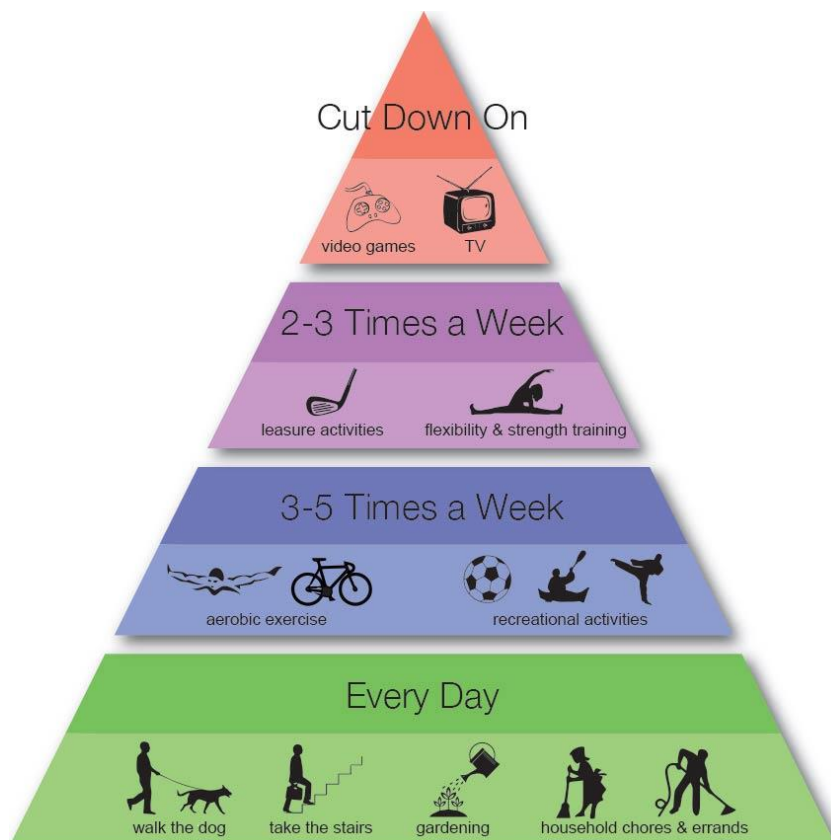 Cut Down On
video games TV
2-3 Times a Week
leasure activities flexibility & strength training
3-5 Times a Week
aerobic exercise recreational activities
Every Day
walk the dog take the stairs gardening household chores & errands